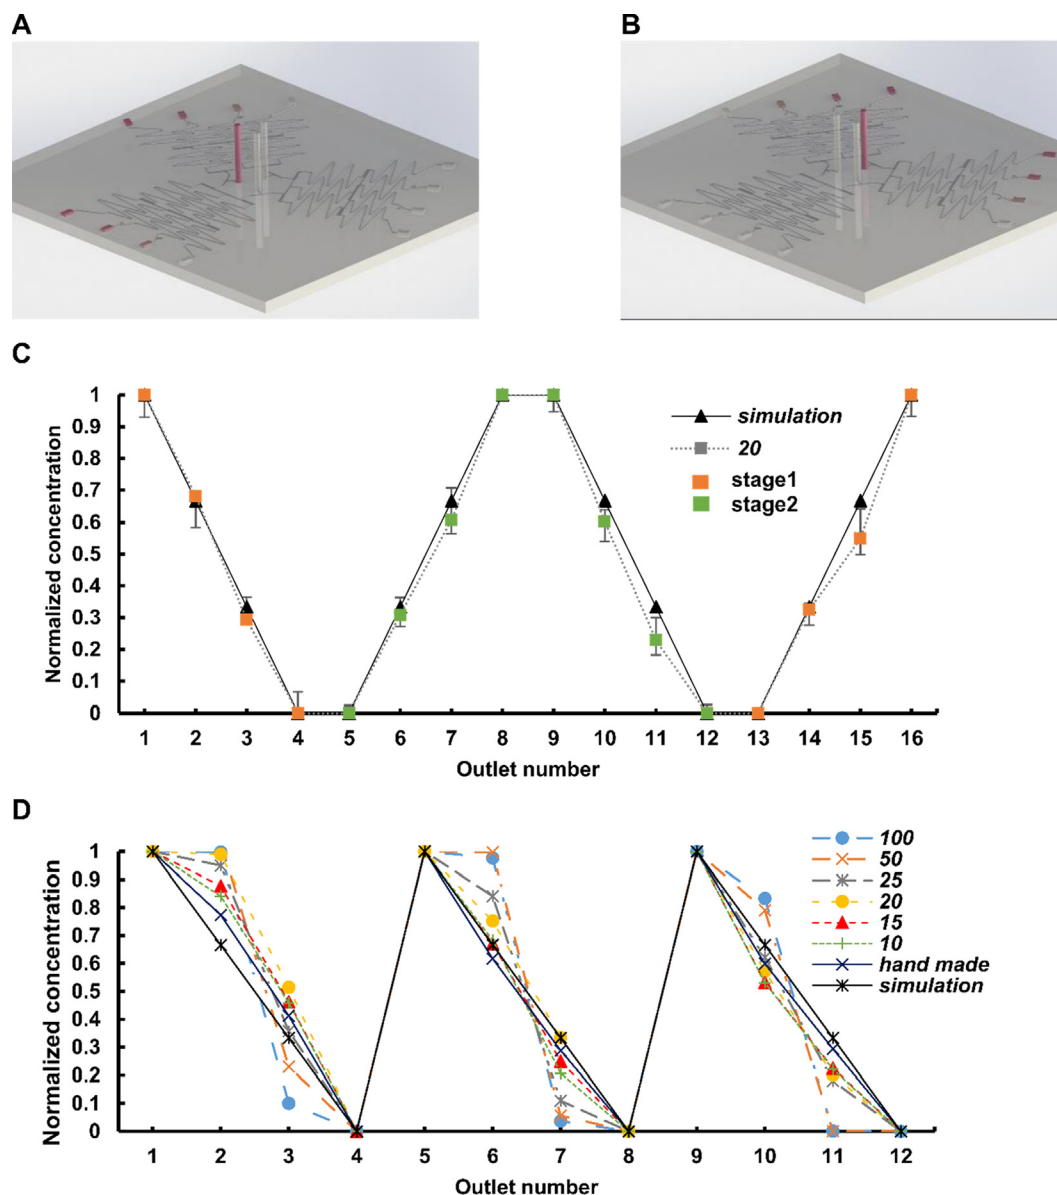 A
B
C
Normalized concentration
1
0.9
0.8
0.7
0.6
0.5
0.4
0.3
0.2
0.1
0
simulation
20
stage1
stage2
1 2 3 4 5 6 7 8 9 10 11 12 13 14 15 16
Outlet number
D
Normalized concentration
1
0.9
0.8
0.7
0.6
0.5
0.4
0.3
0.2
0.1
0
100
50
25
20
15
10
hand made
simulation
1 2 3 4 5 6 7 8 9 10 11 12
Outlet number